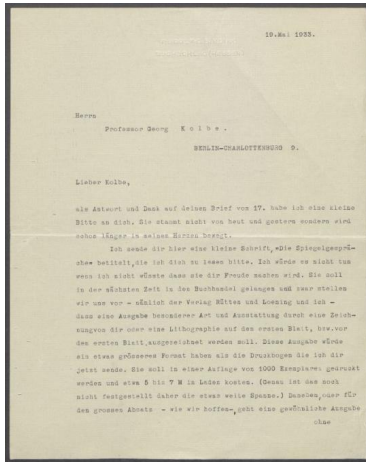 19.Mai 1933.
Herrn
Professor Georg Kolbe.
BERLIN-CHARLOTTENBURG 9.
Lieber Kolbe,
als Antwort und Dank auf deinen Brief vom 17. habe ich eine kleine
Bitte an dich. Sie stammt nicht von heut und gestern sondern wird
schon länger in meinem Herzen bewegt.
Ich sende dir hier eine kleine Schrift, »Die Spiegelgesprä-
che« betitelt, die ich dich zu lesen bitte. Ich würde es nicht tun
wenn ich nicht wüsste dass sie dir Freude machen wird. Sie soll
in der nächsten Zeit in den Buchhandel gelangen und zwar stellen
wir uns vor - nämlich der Verlag Rütten und Loening und ich -
dass eine Ausgabe besonderer Art und Ausstattung durch eine Zeich-
nung von dir oder eine Lithographie auf dem ersten Blatt, bzw. vor
dem ersten Blatt, ausgezeichnet werden soll. Diese Ausgabe würde
ein etwas grösseres Format haben als die Druckbogen die ich dir
jetzt sende. Sie soll in einer Auflage von 1000 Exemplaren gedruckt
werden und etwa 5 bis 7 M im Laden kosten. (Genau ist das noch
nicht festgestellt daher die etwas weite Spanne.) Daneben, oder für
den grossen Absatz - wie wir hoffen-, geht eine gewöhnliche Ausgabe
ohne